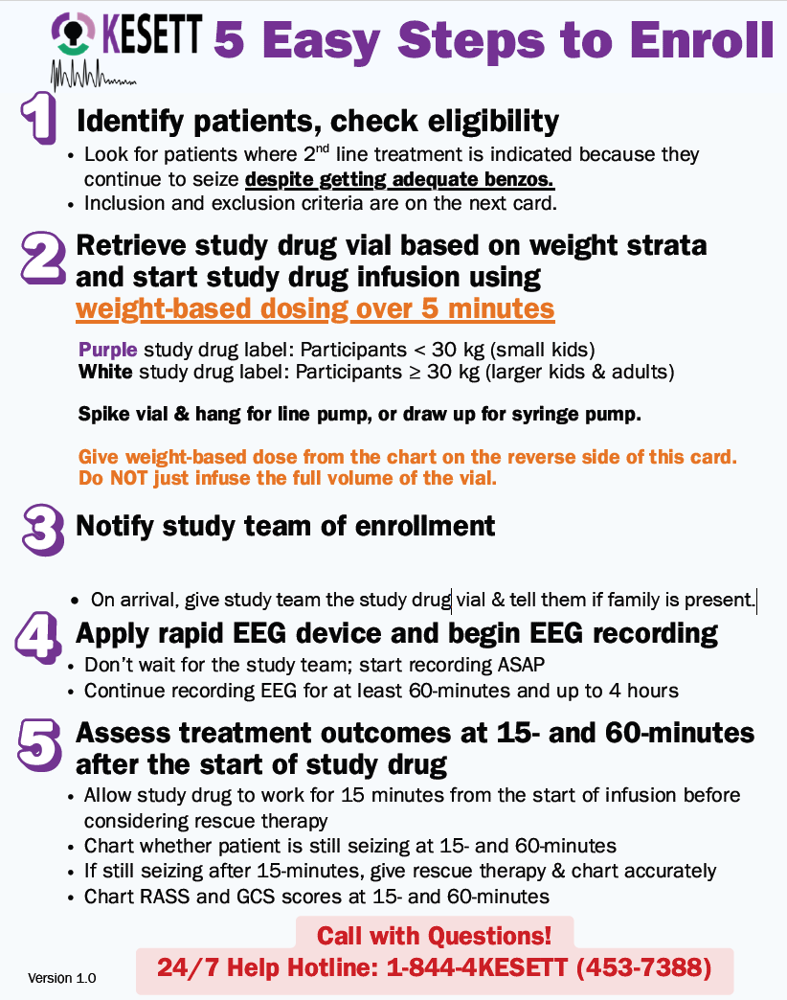 KESETT 5 Easy Steps to Enroll
1 Identify patients, check eligibility
• Look for patients where 2nd line treatment is indicated because they
continue to seize despite getting adequate benzos.
• Inclusion and exclusion criteria are on the next card.
2 Retrieve study drug vial based on weight strata
and start study drug infusion using
weight-based dosing over 5 minutes
Purple study drug label: Participants < 30 kg (small kids)
White study drug label: Participants ≥ 30 kg (larger kids & adults)
Spike vial & hang for line pump, or draw up for syringe pump.
Give weight-based dose from the chart on the reverse side of this card.
Do NOT just infuse the full volume of the vial.
3 Notify study team of enrollment
• On arrival, give study team the study drug vial & tell them if family is present.
4 Apply rapid EEG device and begin EEG recording
• Don't wait for the study team; start recording ASAP
• Continue recording EEG for at least 60-minutes and up to 4 hours
5 Assess treatment outcomes at 15- and 60-minutes
after the start of study drug
• Allow study drug to work for 15 minutes from the start of infusion before
considering rescue therapy
• Chart whether patient is still seizing at 15- and 60-minutes
• If still seizing after 15-minutes, give rescue therapy & chart accurately
• Chart RASS and GCS scores at 15- and 60-minutes
Call with Questions!
24/7 Help Hotline: 1-844-4KESETT (453-7388)
Version 1.0